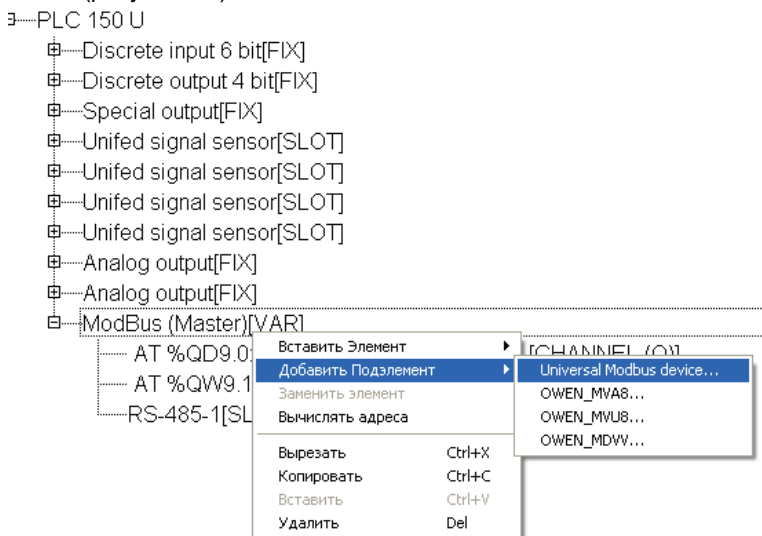 PLC 150 U
Discrete input 6 bit[FIX]
Discrete output 4 bit[FIX]
Special output[FIX]
Unifed signal sensor[SLOT]
Unifed signal sensor[SLOT]
Unifed signal sensor[SLOT]
Unifed signal sensor[SLOT]
Analog output[FIX]
Analog output[FIX]
ModBus (Master)[VAR]
AT %QD9.0:
AT %QW9.1
RS-485-1[SL
Вставить Элемент
Добавить Подэлемент
Заменить элемент
Вычислять адреса
Вырезать Ctrl+X
Копировать Ctrl+C
Вставить Ctrl+V
Удалить Del
Universal Modbus device...
OWEN_MVA8...
OWEN_MVU8...
OWEN_MDVV...